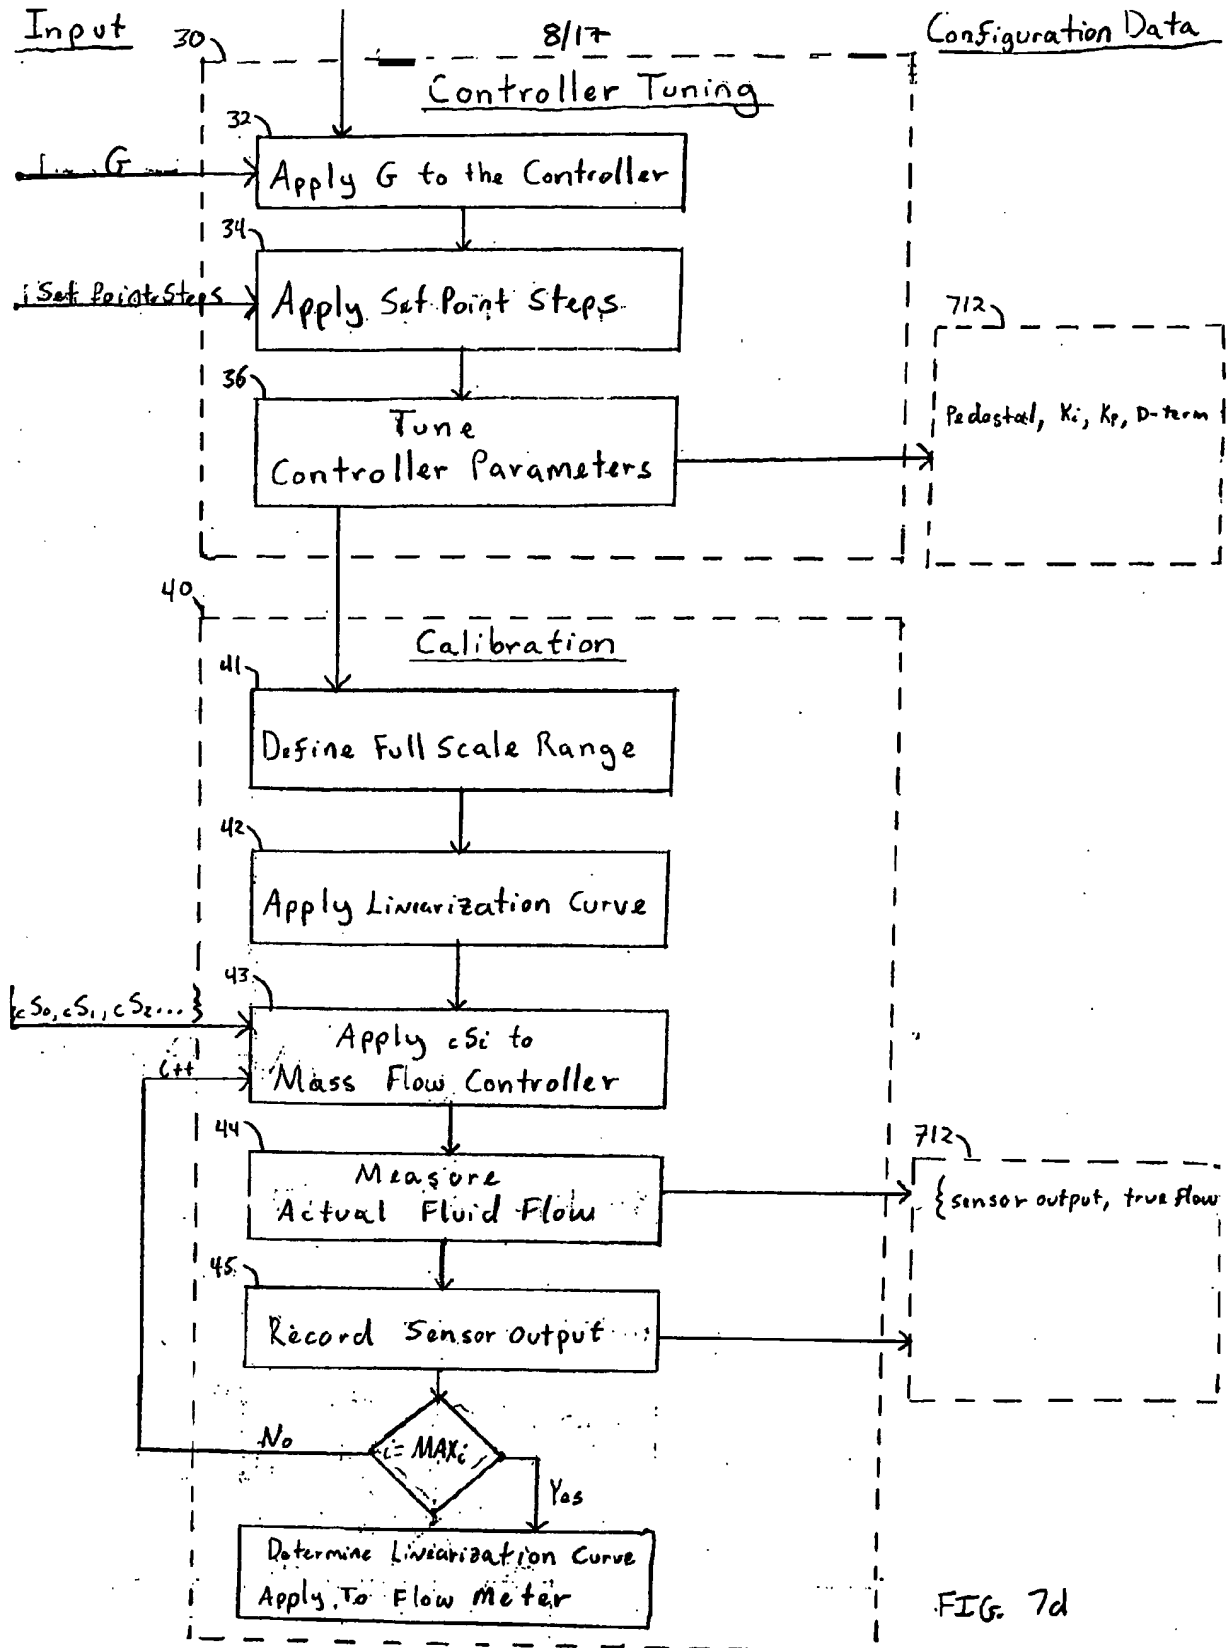 Input
8/17
Configuration Data
30
Controller Tuning
32
G
Apply G to the Controller
34
Set Point Steps
Apply Set Point Steps
712
36
Tune
Controller Parameters
Pedastal, Ki, Kp, D-term
40
Calibration
41
Define Full Scale Range
42
Apply Linearization Curve
43
{cS0, cS1, cS2... }
Apply cSi to
Mass Flow Controller
i++
44
712
Measure
Actual Fluid Flow
{sensor output, true flow
45
Record Sensor Output
No
i= MAXi
Yes
Determine Linearization Curve
Apply To Flow Meter
FIG. 7d